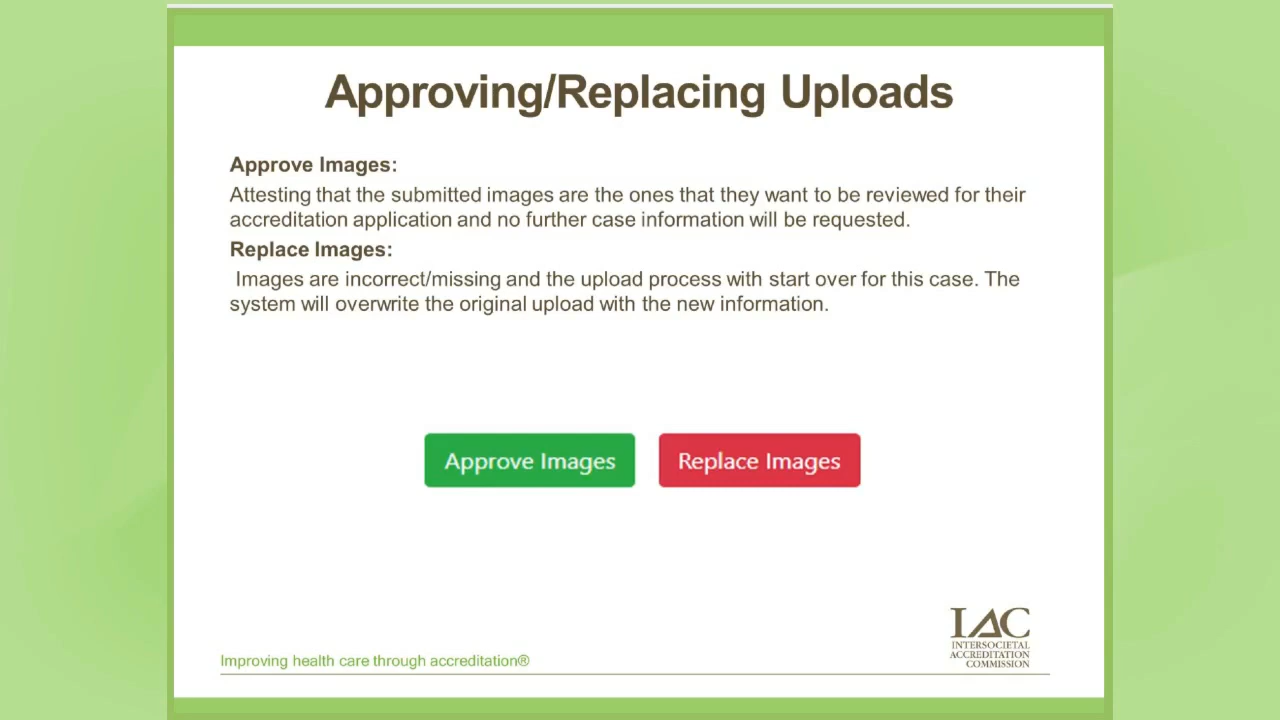 Approving/Replacing Uploads
Approve Images:
Attesting that the submitted images are the ones that they want to be reviewed for their
accreditation application and no further case information will be requested.
Replace Images:
Images are incorrect/missing and the upload process with start over for this case. The
system will overwrite the original upload with the new information.
Approve Images
Replace Images
IAC
INTERSOCIETAL
ACCREDITATION
COMMISSION
Improving health care through accreditation®